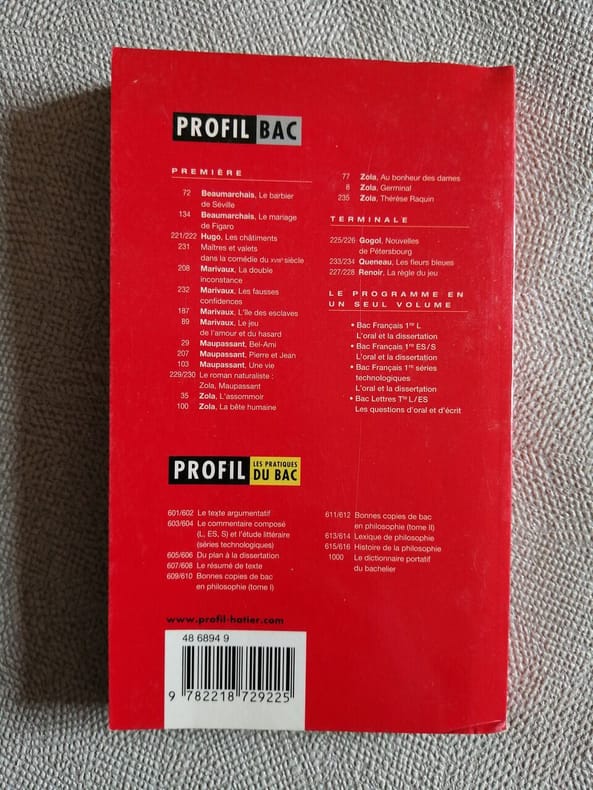 PROFIL BAC
PREMIÈRE
72 Beaumarchais, Le barbier
de Séville
134 Beaumarchais, Le mariage
de Figaro
221/222 Hugo, Les châtiments
231 Maîtres et valets
dans la comédie du XVIIIe siècle
208 Marivaux, La double
inconstance
232 Marivaux, Les fausses
confidences
187 Marivaux, L'île des esclaves
89 Marivaux, Le jeu
de l'amour et du hasard
29 Maupassant, Bel-Ami
207 Maupassant, Pierre et Jean
103 Maupassant, Une vie
229/230 Le roman naturaliste :
Zola, Maupassant
35 Zola, L'assommoir
100 Zola, La bête humaine
77 Zola, Au bonheur des dames
8 Zola, Germinal
235 Zola, Thérèse Raquin
TERMINALE
225/226 Gogol, Nouvelles
de Pétersbourg
233/234 Queneau, Les fleurs bleues
227/228 Renoir, La règle du jeu
LE PROGRAMME EN
UN SEUL VOLUME
• Bac Français 1re L
L'oral et la dissertation
• Bac Français 1re ES/S
L'oral et la dissertation
• Bac Français 1re séries
technologiques
L'oral et la dissertation
• Bac Lettres Tle L/ES
Les questions d'oral et d'écrit
PROFIL LES PRATIQUES
DU BAC
601/602 Le texte argumentatif
603/604 Le commentaire composé
(L, ES, S) et l'étude littéraire
(séries technologiques)
605/606 Du plan à la dissertation
607/608 Le résumé de texte
609/610 Bonnes copies de bac
en philosophie (tome I)
611/612 Bonnes copies de bac
en philosophie (tome II)
613/614 Lexique de philosophie
615/616 Histoire de la philosophie
1000 Le dictionnaire portatif
du bachelier
www.profil-hatier.com
48 6894 9
9 782218 729225